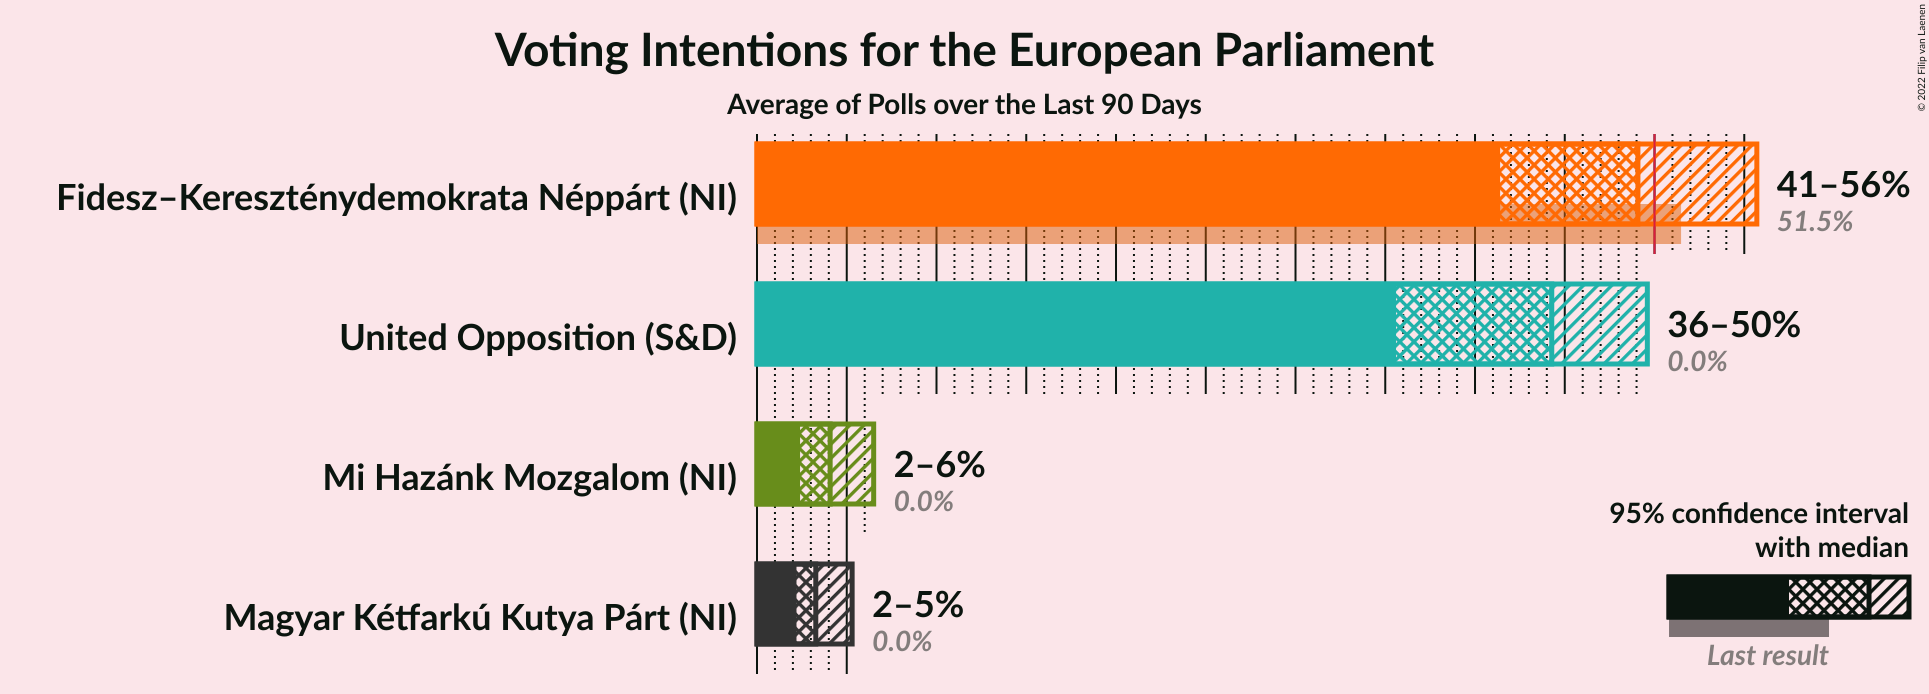 Voting Intentions for the European Parliament
Average of Polls over the Last 90 Days
Fidesz–Kereszténydemokrata Néppárt (NI)
41–56%
51.5%
United Opposition (S&D)
36–50%
0.0%
Mi Hazánk Mozgalom (NI)
2–6%
0.0%
Magyar Kétfarkú Kutya Párt (NI)
2–5%
0.0%
95% confidence interval
with median
Last result
© 2022 Filip van Laenen